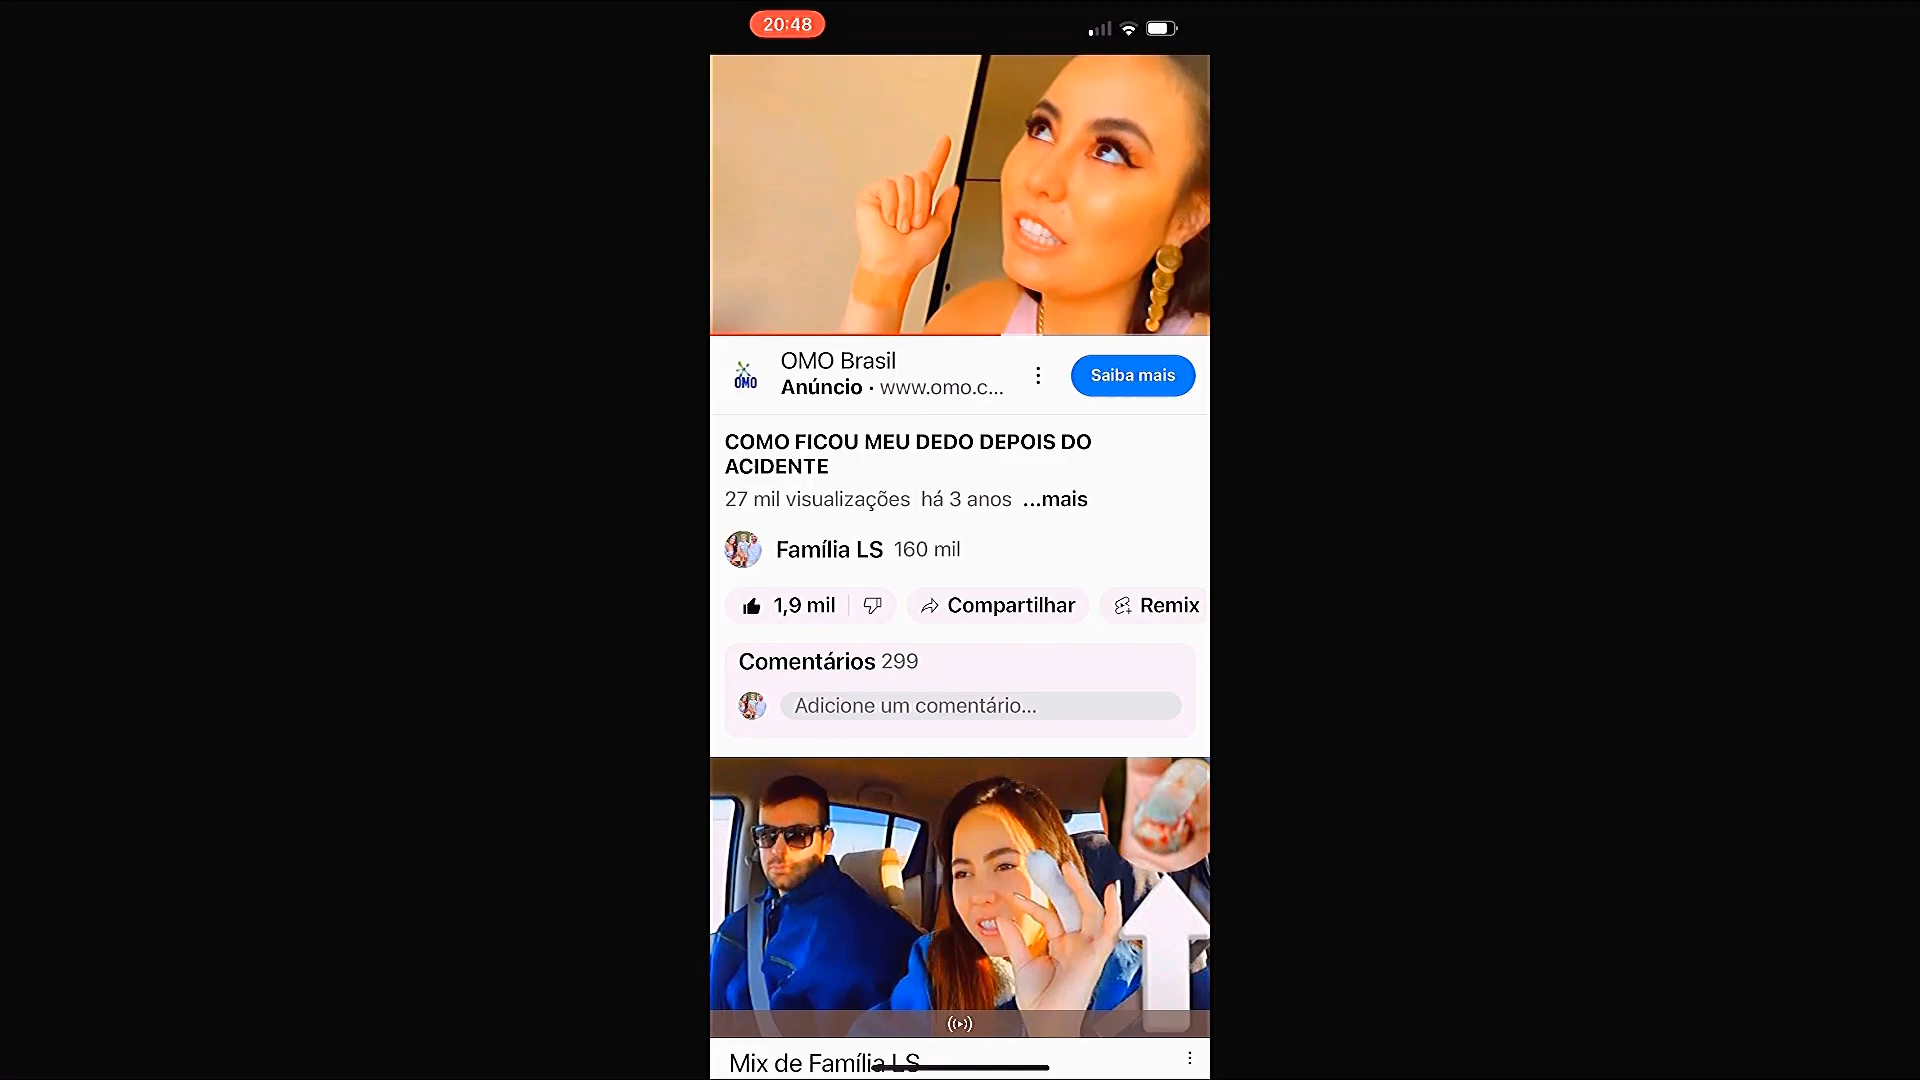 20:48
OMO
OMO Brasil
Anúncio · www.omo.c...
Saiba mais
COMO FICOU MEU DEDO DEPOIS DO
ACIDENTE
27 mil visualizações há 3 anos ...mais
Família LS 160 mil
1,9 mil
Compartilhar
Remix
Comentários 299
Adicione um comentário...
Mix de Família LS